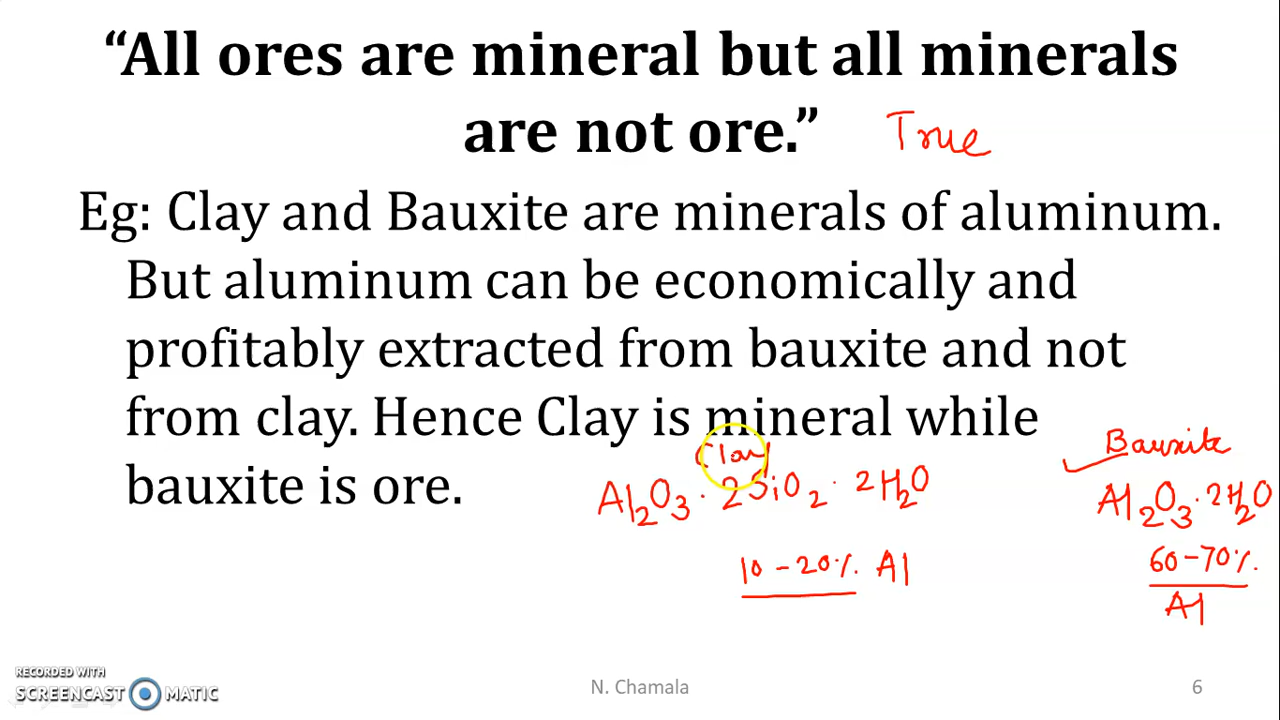 “All ores are mineral but all minerals
are not ore.” True
Eg: Clay and Bauxite are minerals of aluminum.
But aluminum can be economically and
profitably extracted from bauxite and not
from clay. Hence Clay is mineral while
bauxite is ore.
(Clay)
Bauxite
Al₂O₃·2SiO₂·2H₂O
Al₂O₃·2H₂O
10-20% Al
60-70%
Al
RECORDED WITH
SCREENCAST MATIC
N. Chamala
6